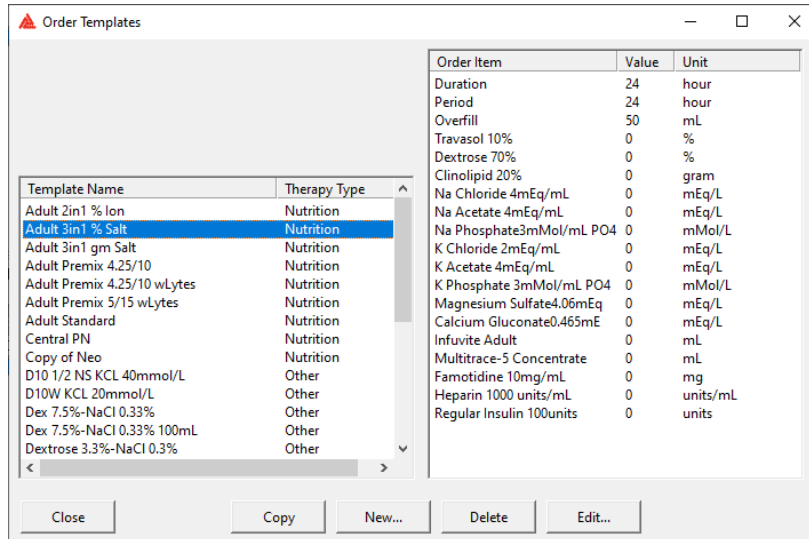 Order Templates
Template Name Therapy Type
Adult 2in1 % Ion Nutrition
Adult 3in1 % Salt Nutrition
Adult 3in1 gm Salt Nutrition
Adult Premix 4.25/10 Nutrition
Adult Premix 4.25/10 wLytes Nutrition
Adult Premix 5/15 wLytes Nutrition
Adult Standard Nutrition
Central PN Nutrition
Copy of Neo Nutrition
D10 1/2 NS KCL 40mmol/L Other
D10W KCL 20mmol/L Other
Dex 7.5%-NaCl 0.33% Other
Dex 7.5%-NaCl 0.33% 100mL Other
Dextrose 3.3%-NaCl 0.3% Other
Order Item Value Unit
Duration 24 hour
Period 24 hour
Overfill 50 mL
Travasol 10% 0 %
Dextrose 70% 0 %
Clinolipid 20% 0 gram
Na Chloride 4mEq/mL 0 mEq/L
Na Acetate 4mEq/mL 0 mEq/L
Na Phosphate3mMol/mL PO4 0 mMol/L
K Chloride 2mEq/mL 0 mEq/L
K Acetate 4mEq/mL 0 mEq/L
K Phosphate 3mMol/mL PO4 0 mMol/L
Magnesium Sulfate4.06mEq 0 mEq/L
Calcium Gluconate0.465mE 0 mEq/L
Infuvite Adult 0 mL
Multitrace-5 Concentrate 0 mL
Famotidine 10mg/mL 0 mg
Heparin 1000 units/mL 0 units/mL
Regular Insulin 100units 0 units
Close Copy New... Delete Edit...